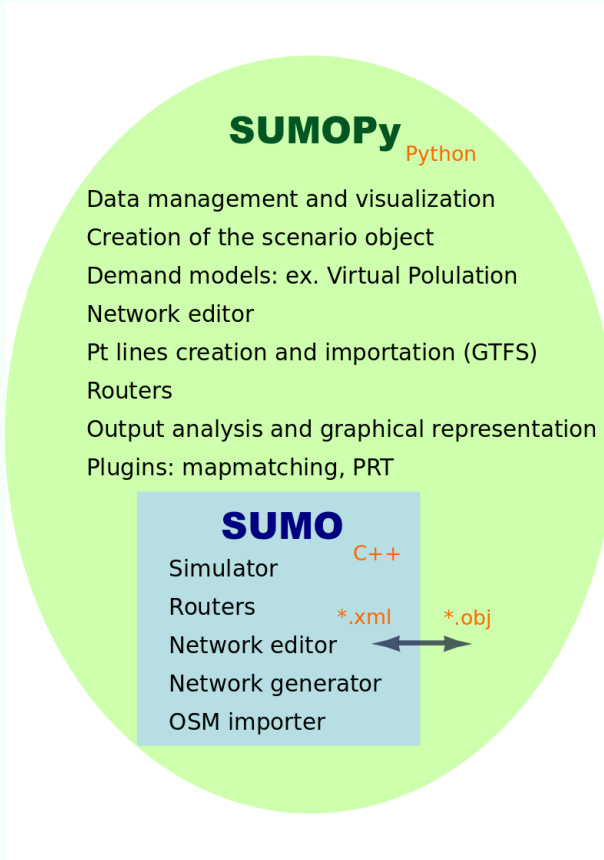 SUMOPy
Python
Data management and visualization
Creation of the scenario object
Demand models: ex. Virtual Polulation
Network editor
Pt lines creation and importation (GTFS)
Routers
Output analysis and graphical representation
Plugins: mapmatching, PRT
SUMO
C++
Simulator
Routers
*.xml
*.obj
Network editor
Network generator
OSM importer